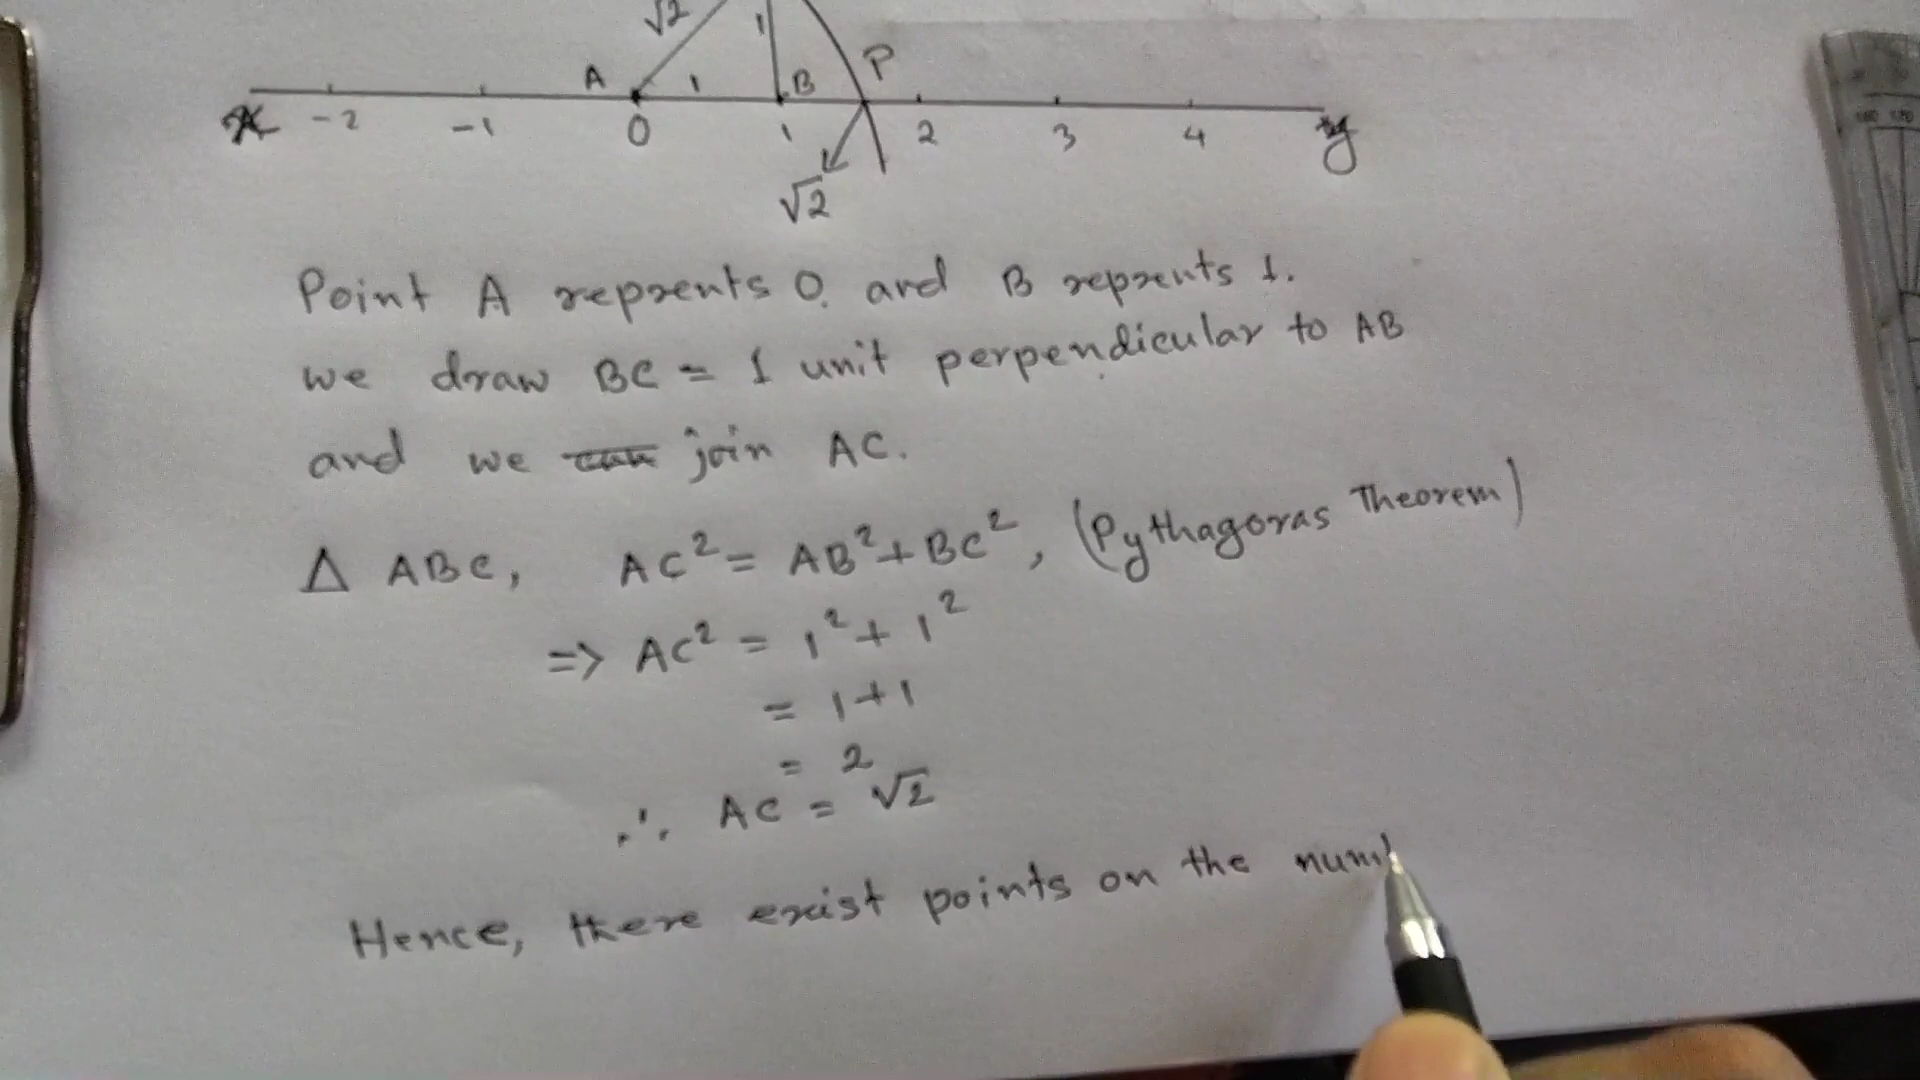 √2 1
A 1 B P
x -2 -1 0 1 2 3 4 y
√2
Point A reprents 0. and B reprents 1.
we draw BC = 1 unit perpendicular to AB
and we join AC.
Δ ABC, AC² = AB² + BC², (Pythagoras Theorem)
=> AC² = 1² + 1²
= 1+1
= 2
∴ AC = √2
Hence, there exist points on the num